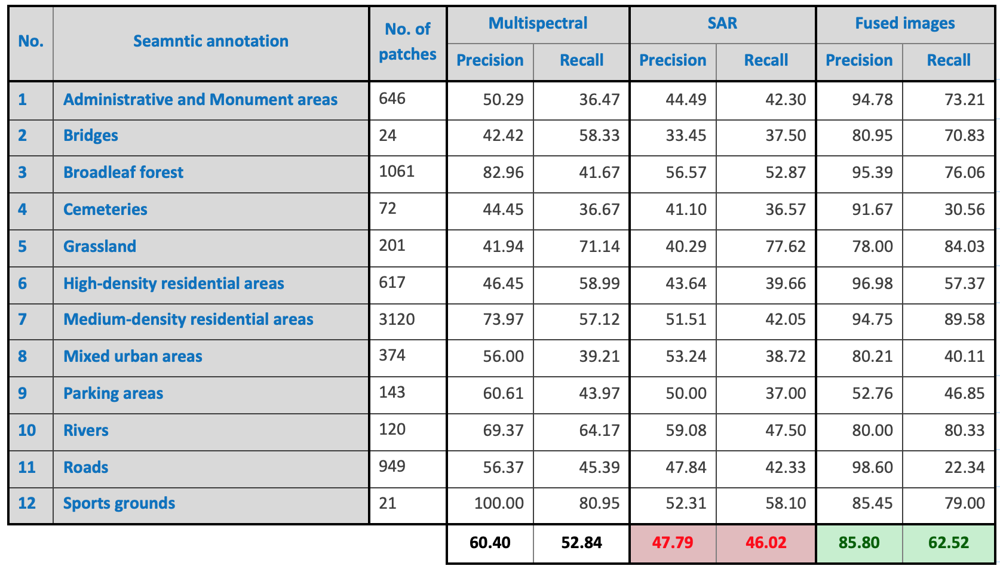 No. Seamntic annotation No. of patches Multispectral SAR Fused images
Precision Recall Precision Recall Precision Recall
1 Administrative and Monument areas 646 50.29 36.47 44.49 42.30 94.78 73.21
2 Bridges 24 42.42 58.33 33.45 37.50 80.95 70.83
3 Broadleaf forest 1061 82.96 41.67 56.57 52.87 95.39 76.06
4 Cemeteries 72 44.45 36.67 41.10 36.57 91.67 30.56
5 Grassland 201 41.94 71.14 40.29 77.62 78.00 84.03
6 High-density residential areas 617 46.45 58.99 43.64 39.66 96.98 57.37
7 Medium-density residential areas 3120 73.97 57.12 51.51 42.05 94.75 89.58
8 Mixed urban areas 374 56.00 39.21 53.24 38.72 80.21 40.11
9 Parking areas 143 60.61 43.97 50.00 37.00 52.76 46.85
10 Rivers 120 69.37 64.17 59.08 47.50 80.00 80.33
11 Roads 949 56.37 45.39 47.84 42.33 98.60 22.34
12 Sports grounds 21 100.00 80.95 52.31 58.10 85.45 79.00
60.40 52.84 47.79 46.02 85.80 62.52